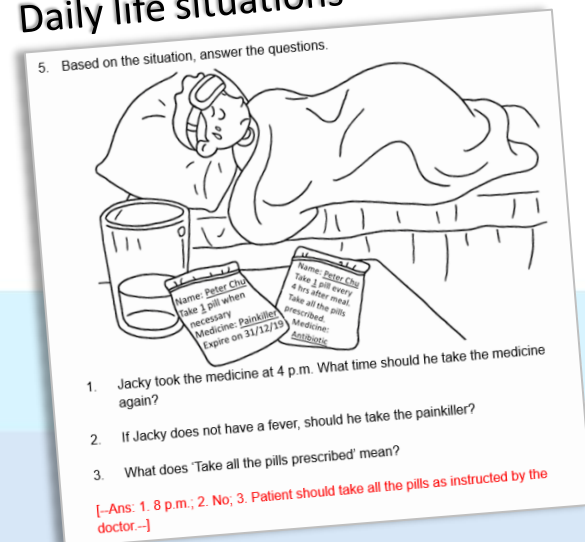 Daily life situations
5. Based on the situation, answer the questions.
Name: Peter Chu
Take 1 pill when
necessary
Medicine: Painkiller
Expire on 31/12/19
Name: Peter Chu
Take 1 pill every
4 hrs after meal.
Take all the pills
prescribed.
Medicine:
Antibiotic
1. Jacky took the medicine at 4 p.m. What time should he take the medicine
again?
2. If Jacky does not have a fever, should he take the painkiller?
3. What does ‘Take all the pills prescribed’ mean?
[--Ans: 1. 8 p.m.; 2. No; 3. Patient should take all the pills as instructed by the
doctor.--]